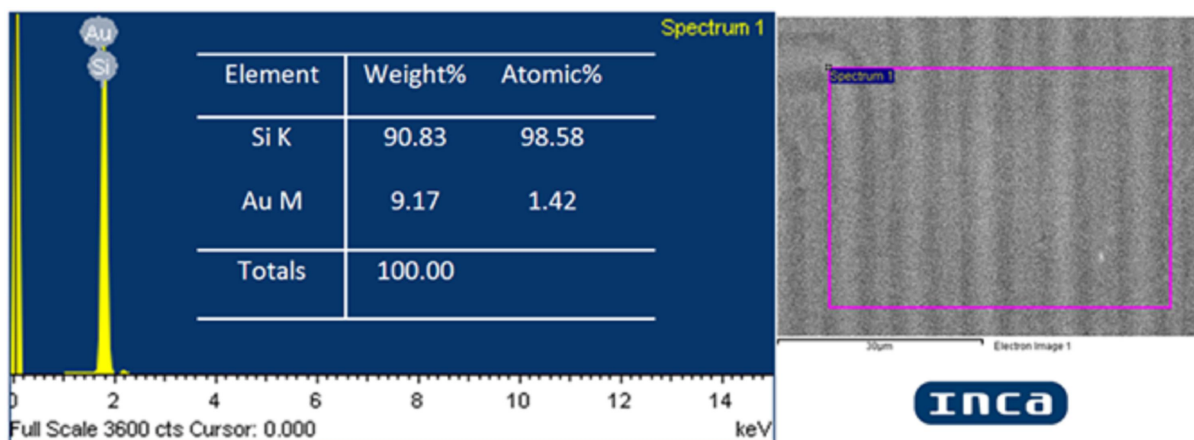 Spectrum 1
Au
Si
Element Weight% Atomic%
Si K 90.83 98.58
Au M 9.17 1.42
Totals 100.00
0 2 4 6 8 10 12 14
Full Scale 3600 cts Cursor: 0.000 keV
Spectrum 1
30µm Electron Image 1
INCA